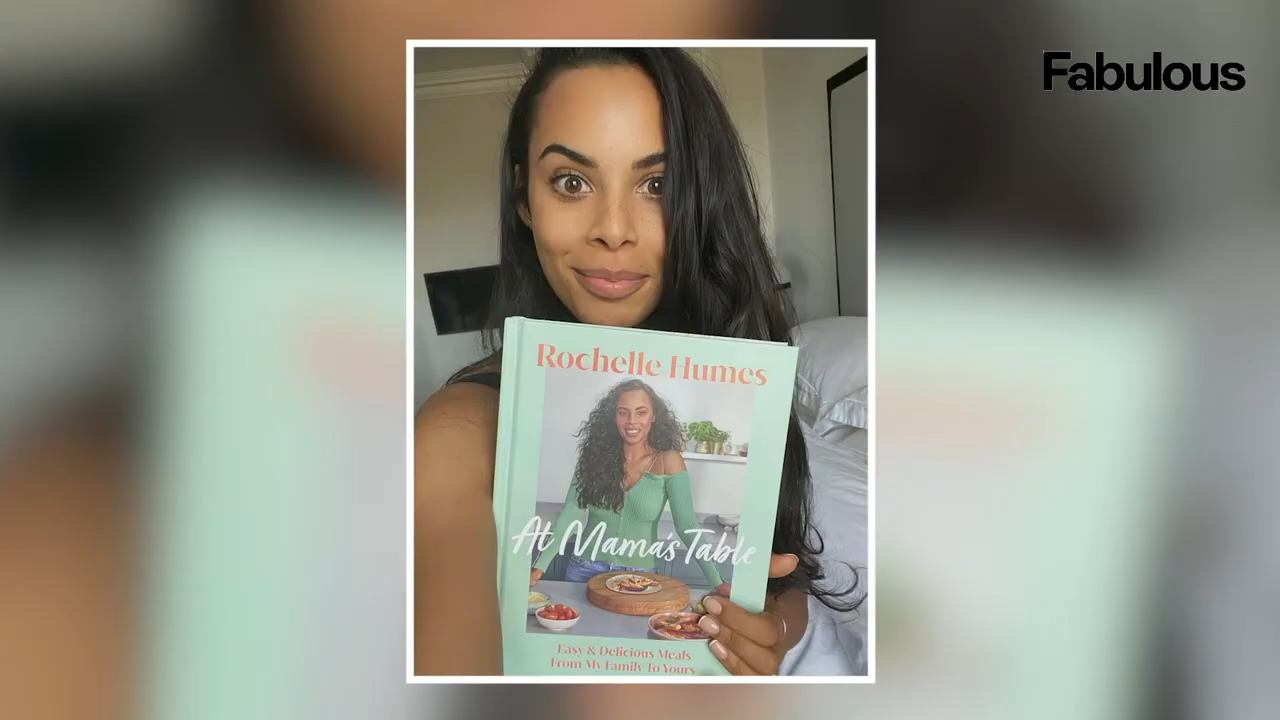 Fabulous
Rochelle Humes
At Mama's Table
Easy & Delicious Meals
From My Family To Yours